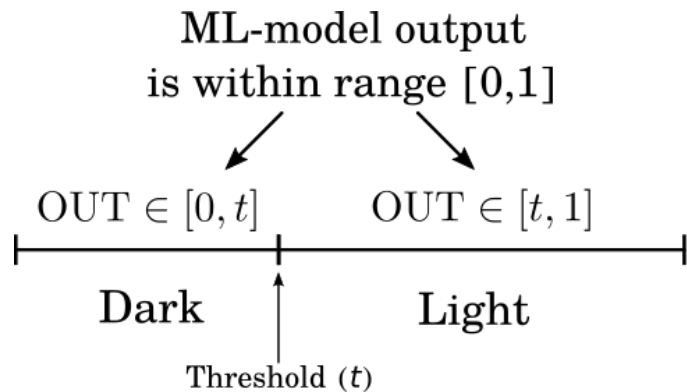 ML-model output
is within range [0,1]
OUT ∈ [0, t]
OUT ∈ [t, 1]
Dark
Light
Threshold (t)